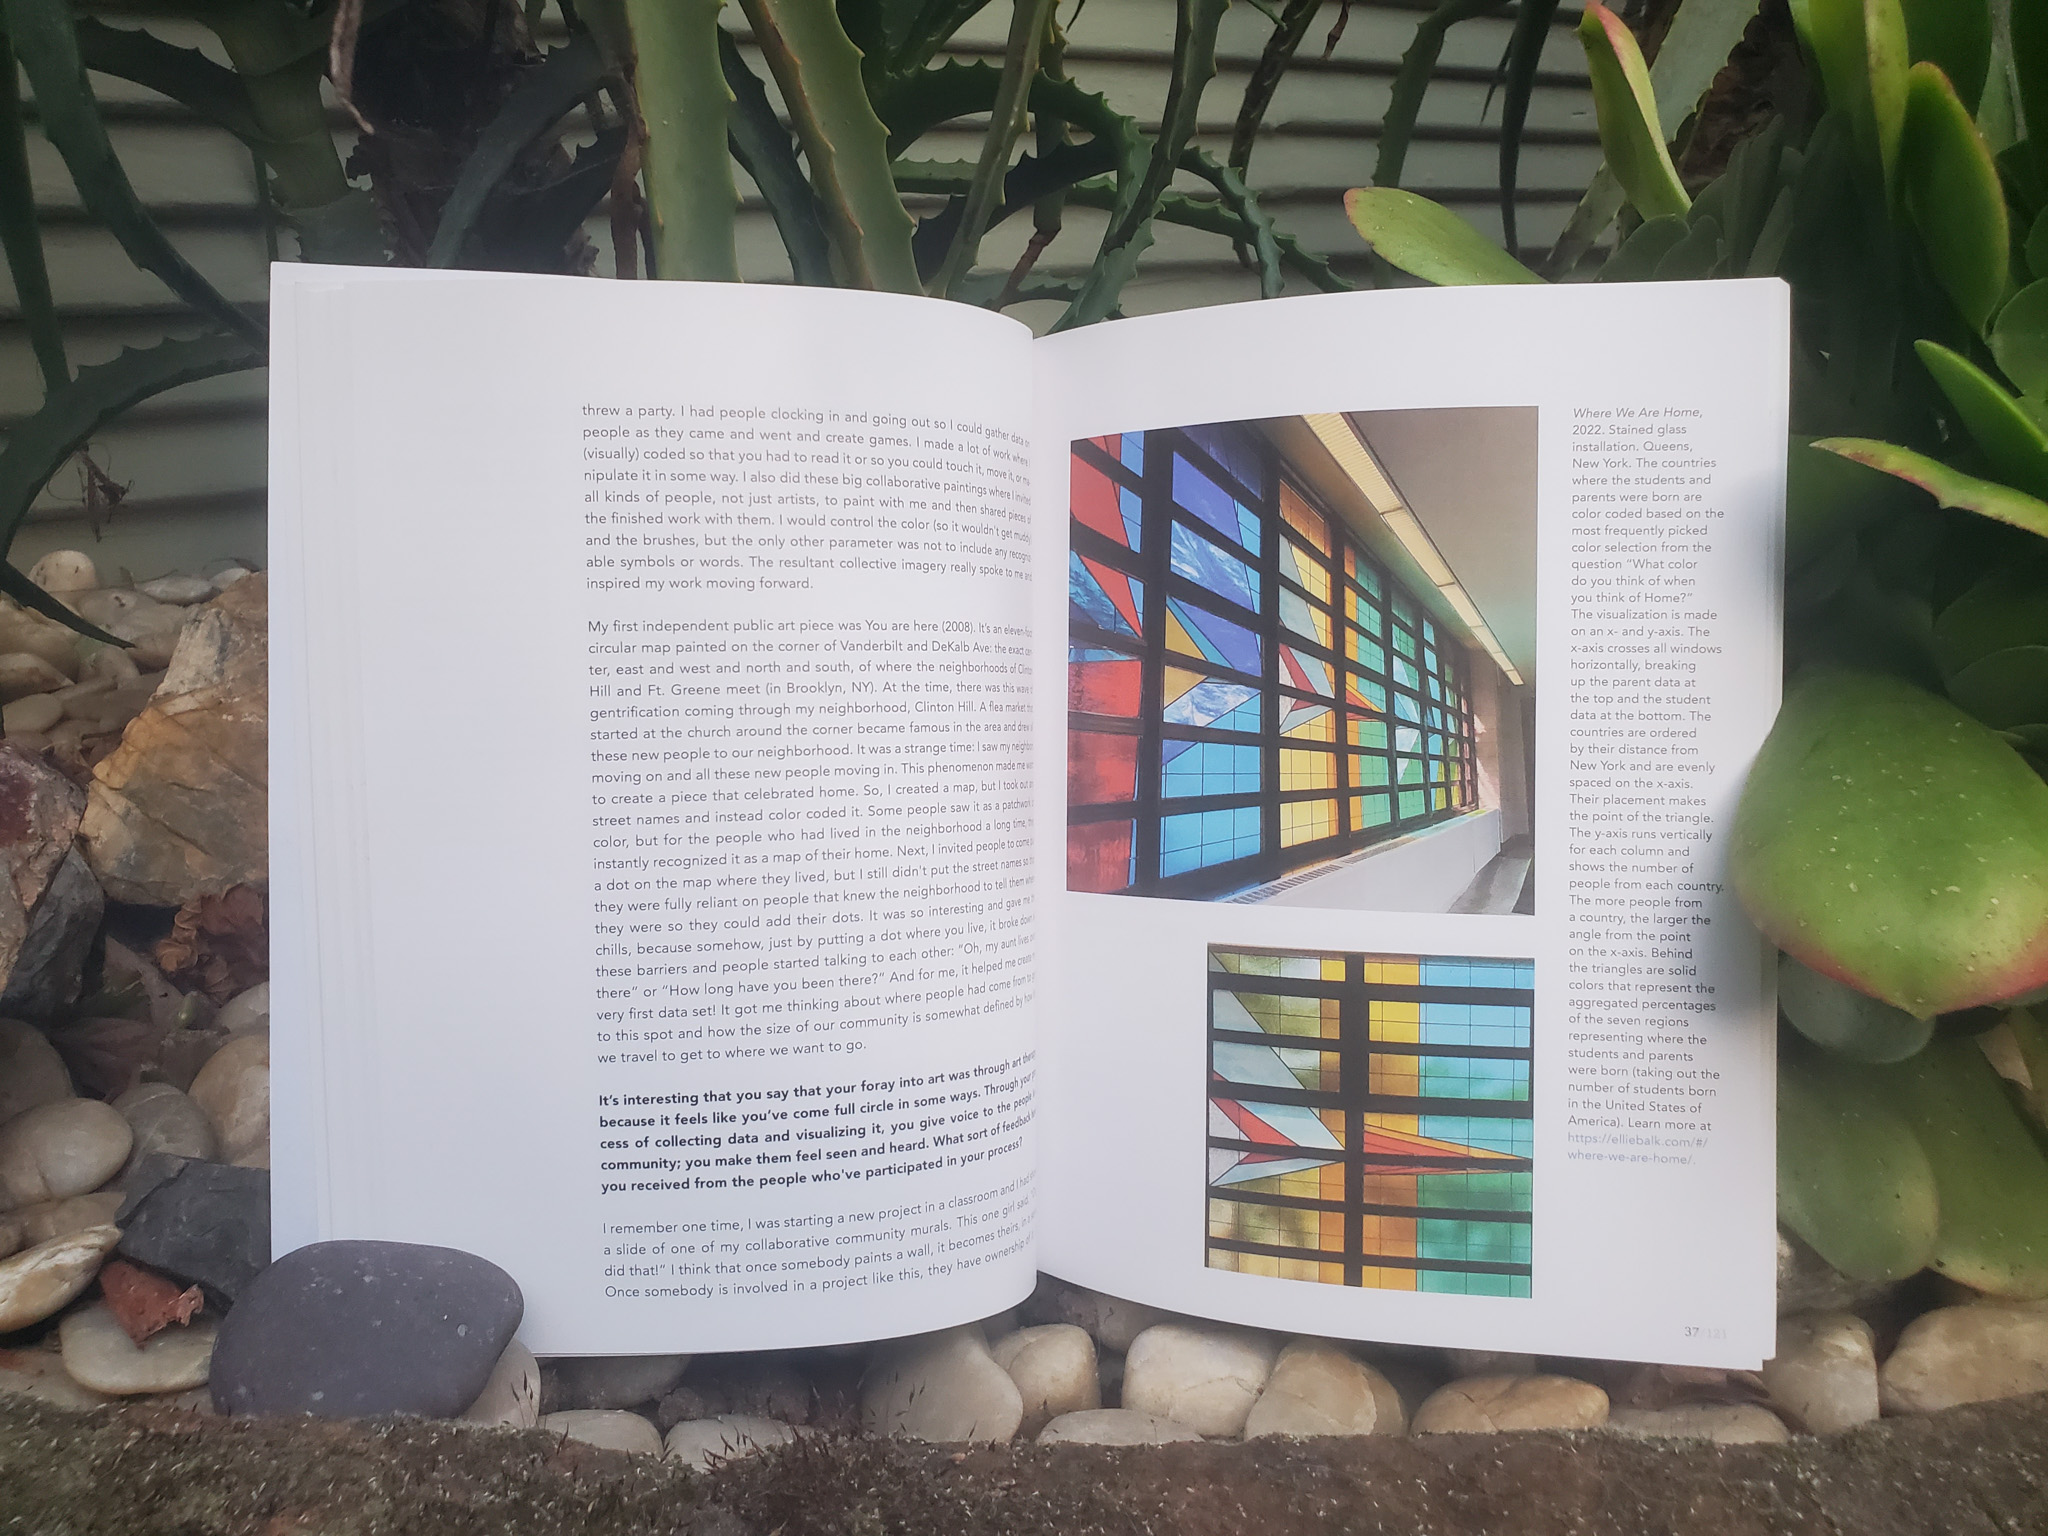 threw a party. I had people clocking in and going out so I could gather data on
people as they came and went and create games. I made a lot of work where I
(visually) coded so that you had to read it or so you could touch it, move it, or ma-
nipulate it in some way. I also did these big collaborative paintings where I invited
all kinds of people, not just artists, to paint with me and then shared pieces of
the finished work with them. I would control the color (so it wouldn't get muddy)
and the brushes, but the only other parameter was not to include any recogniz-
able symbols or words. The resultant collective imagery really spoke to me and
inspired my work moving forward.
My first independent public art piece was You are here (2008). It's an eleven-foot
circular map painted on the corner of Vanderbilt and DeKalb Ave: the exact cen-
ter, east and west and north and south, of where the neighborhoods of Clinton
Hill and Ft. Greene meet (in Brooklyn, NY). At the time, there was this wave of
gentrification coming through my neighborhood, Clinton Hill. A flea market that
started at the church around the corner became famous in the area and drew
these new people to our neighborhood. It was a strange time: I saw my neighbors
moving on and all these new people moving in. This phenomenon made me want
to create a piece that celebrated home. So, I created a map, but I took out
street names and instead color coded it. Some people saw it as a patchwork
color, but for the people who had lived in the neighborhood a long time,
instantly recognized it as a map of their home. Next, I invited people to come
a dot on the map where they lived, but I still didn't put the street names so
they were fully reliant on people that knew the neighborhood to tell them where
they were so they could add their dots. It was so interesting and gave me
chills, because somehow, just by putting a dot where you live, it broke down
these barriers and people started talking to each other: "Oh, my aunt lives
there" or "How long have you been there?" And for me, it helped me create
very first data set! It got me thinking about where people had come from to
to this spot and how the size of our community is somewhat defined by how
we travel to get to where we want to go.
It's interesting that you say that your foray into art was through art
because it feels like you've come full circle in some ways. Through your
cess of collecting data and visualizing it, you give voice to the people
community; you make them feel seen and heard. What sort of feedback
you received from the people who've participated in your process?
I remember one time, I was starting a new project in a classroom and I had
a slide of one of my collaborative community murals. This one girl said,
did that!" I think that once somebody paints a wall, it becomes theirs, in
Once somebody is involved in a project like this, they have ownership of
Where We Are Home,
2022. Stained glass
installation. Queens,
New York. The countries
where the students and
parents were born are
color coded based on the
most frequently picked
color selection from the
question "What color
do you think of when
you think of Home?"
The visualization is made
on an x- and y-axis. The
x-axis crosses all windows
horizontally, breaking
up the parent data at
the top and the student
data at the bottom. The
countries are ordered
by their distance from
New York and are evenly
spaced on the x-axis.
Their placement makes
the point of the triangle.
The y-axis runs vertically
for each column and
shows the number of
people from each country.
The more people from
a country, the larger the
angle from the point
on the x-axis. Behind
the triangles are solid
colors that represent the
aggregated percentages
of the seven regions
representing where the
students and parents
were born (taking out the
number of students born
in the United States of
America). Learn more at
https://elliebalk.com/#/
where-we-are-home/.
37/121